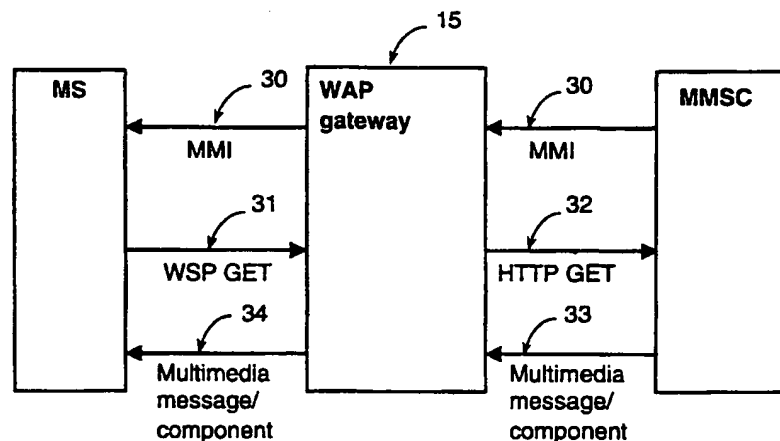 15
MS
30
WAP
gateway
30
MMSC
MMI
MMI
31
32
WSP GET
HTTP GET
34
33
Multimedia
message/
component
Multimedia
message/
component